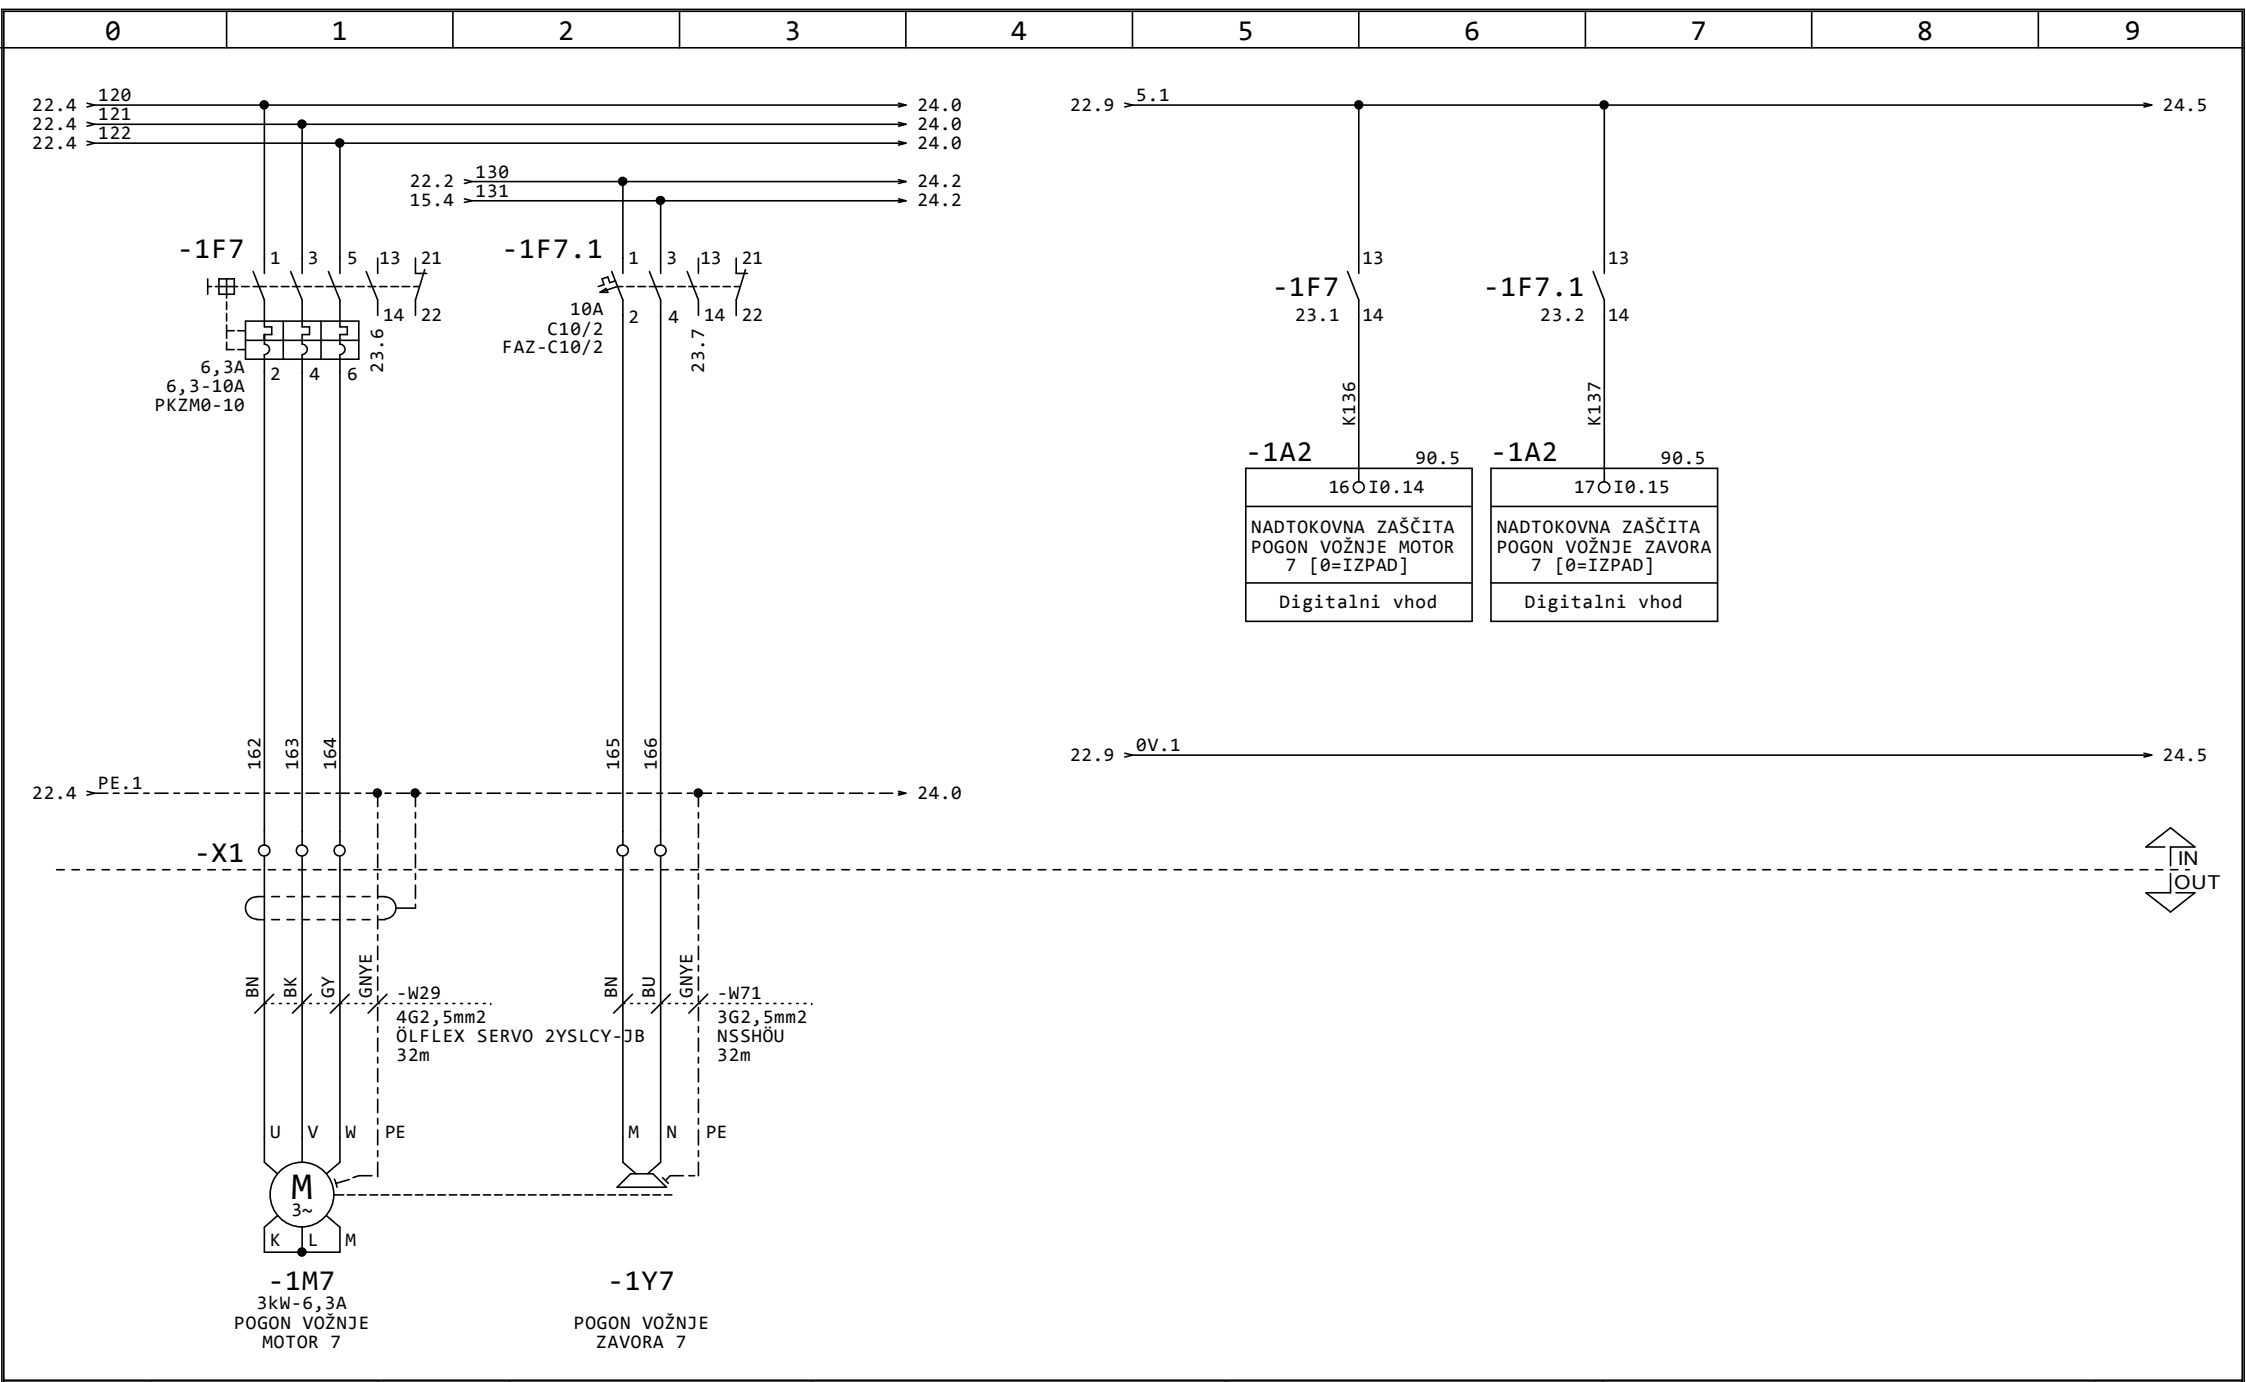 0 1 2 3 4 5 6 7 8 9
22.4 120 24.0 22.9 5.1 24.5
22.4 121 24.0
22.4 122 24.0
22.2 130 24.2
15.4 131 24.2
-1F7 1 3 5 13 21
-1F7.1 1 3 13 21
14 22
2 4 14 22
23.6
23.7
10A
C10/2
FAZ-C10/2
6,3A
6,3-10A
PKZM0-10
2 4 6
13
-1F7
23.1 14
13
-1F7.1
23.2 14
K136
K137
-1A2 90.5
16 I0.14
NADTOKOVNA ZAŠČITA
POGON VOŽNJE MOTOR
7 [0=IZPAD]
Digitalni vhod
-1A2 90.5
17 I0.15
NADTOKOVNA ZAŠČITA
POGON VOŽNJE ZAVORA
7 [0=IZPAD]
Digitalni vhod
162 163 164 165 166
22.9 0V.1 24.5
22.4 PE.1 24.0
-X1
IN
OUT
BN BK GY GNYE
-W29
4G2,5mm2
ÖLFLEX SERVO 2YSLCY-JB
32m
BN BU GNYE
-W71
3G2,5mm2
NSSHÖU
32m
U V W PE
M N PE
M
3~
K L M
-1M7
3kW-6,3A
POGON VOŽNJE
MOTOR 7
-1Y7
POGON VOŽNJE
ZAVORA 7